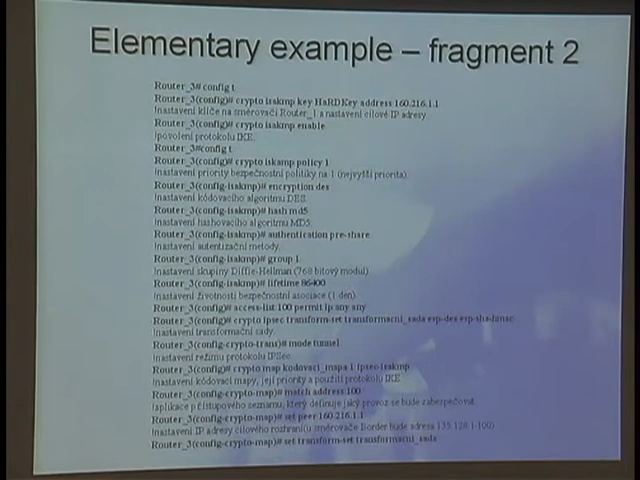 Elementary example – fragment 2
Router_3# config t
Router_3(config)# crypto isakmp key HaRDKey address 160.216.1.1
!nastavení klíče na směrovači Router_1 a nastavení cílové IP adresy.
Router_3(config)# crypto isakmp enable
!povolení protokolu IKE.
Router_3#config t
Router_3(config)# crypto iskamp policy 1
!nastavení priority bezpečnostní politiky na 1 (nejvyšší priorita).
Router_3(config-isakmp)# encryption des
!nastavení kódovacího algoritmu DES.
Router_3(config-isakmp)# hash md5
!nastavení hashovacího algoritmu MD5.
Router_3(config-isakmp)# authentication pre-share
!nastavení autentizační metody.
Router_3(config-isakmp)# group 1
!nastavení skupiny Diffie-Hellman (768 bitový modul).
Router_3(config-isakmp)# lifetime 86400
!nastavení životnosti bezpečnostní asociace (1 den).
Router_3(config)# access-list 100 permit ip any any
Router_3(config)# crypto ipsec transform-set transformacni_sada esp-des esp-sha-hmac
!nastavení transformační sady.
Router_3(config-crypto-trans)# mode tunnel
!nastavení režimu protokolu IPSec.
Router_3(config)# crypto map kodovaci_mapa 1 ipsec-isakmp
!nastavení kódovací mapy, její priority a použití protokolu IKE.
Router_3(config-crypto-map)# match address 100
!aplikace přístupového seznamu, který definuje jaký provoz se bude zabezpečovat.
Router_3(config-crypto-map)# set peer 160.216.1.1
!nastavení IP adresy cílového rozhraní (u směrovače Border bude adresa 135.128.1.100)
Router_3(config-crypto-map)# set transform-set transformacni_sada